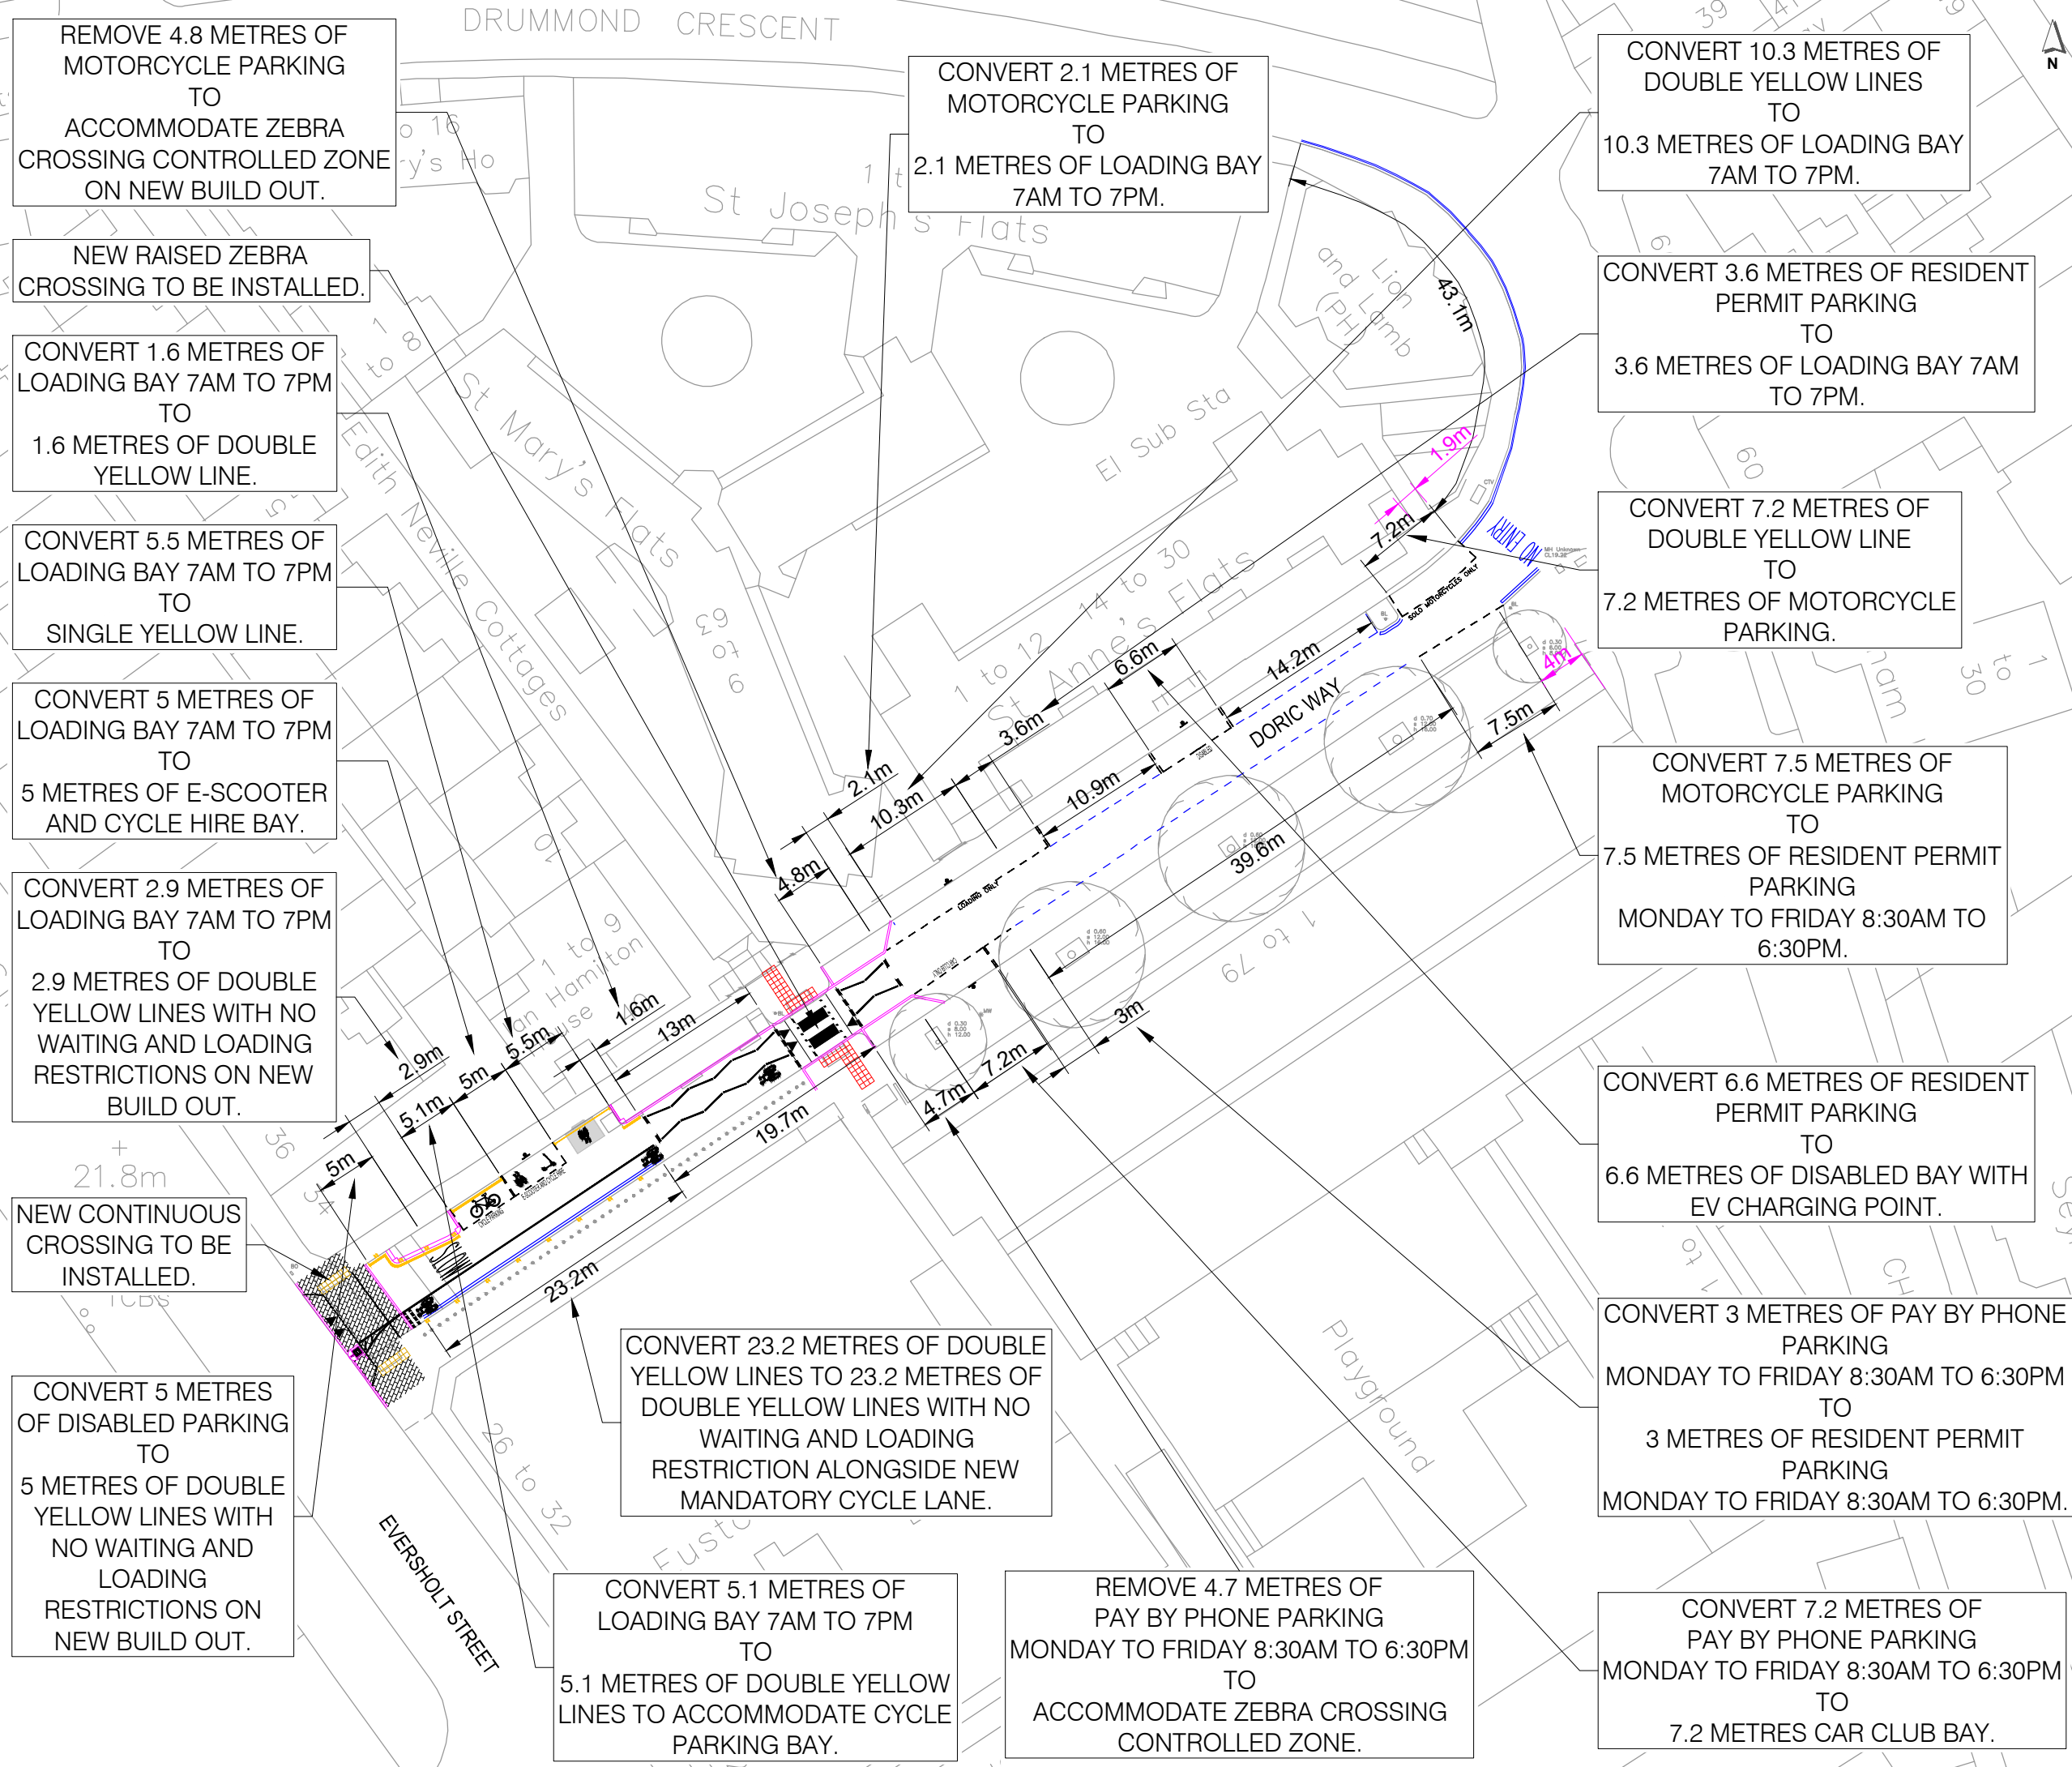 DRUMMOND CRESCENT
REMOVE 4.8 METRES OF
MOTORCYCLE PARKING
TO
ACCOMMODATE ZEBRA
CROSSING CONTROLLED ZONE
ON NEW BUILD OUT.
NEW RAISED ZEBRA
CROSSING TO BE INSTALLED.
CONVERT 1.6 METRES OF
LOADING BAY 7AM TO 7PM
TO
1.6 METRES OF DOUBLE
YELLOW LINE.
CONVERT 5.5 METRES OF
LOADING BAY 7AM TO 7PM
TO
SINGLE YELLOW LINE.
CONVERT 5 METRES OF
LOADING BAY 7AM TO 7PM
TO
5 METRES OF E-SCOOTER
AND CYCLE HIRE BAY.
CONVERT 2.9 METRES OF
LOADING BAY 7AM TO 7PM
TO
2.9 METRES OF DOUBLE
YELLOW LINES WITH NO
WAITING AND LOADING
RESTRICTIONS ON NEW
BUILD OUT.
21.8m
NEW CONTINUOUS
CROSSING TO BE
INSTALLED.
TCBs
CONVERT 5 METRES
OF DISABLED PARKING
TO
5 METRES OF DOUBLE
YELLOW LINES WITH
NO WAITING AND
LOADING
RESTRICTIONS ON
NEW BUILD OUT.
CONVERT 2.1 METRES OF
MOTORCYCLE PARKING
TO
2.1 METRES OF LOADING BAY
7AM TO 7PM.
CONVERT 10.3 METRES OF
DOUBLE YELLOW LINES
TO
10.3 METRES OF LOADING BAY
7AM TO 7PM.
N
CONVERT 3.6 METRES OF RESIDENT
PERMIT PARKING
TO
3.6 METRES OF LOADING BAY 7AM
TO 7PM.
CONVERT 7.2 METRES OF
DOUBLE YELLOW LINE
TO
7.2 METRES OF MOTORCYCLE
PARKING.
CONVERT 7.5 METRES OF
MOTORCYCLE PARKING
TO
7.5 METRES OF RESIDENT PERMIT
PARKING
MONDAY TO FRIDAY 8:30AM TO
6:30PM.
CONVERT 6.6 METRES OF RESIDENT
PERMIT PARKING
TO
6.6 METRES OF DISABLED BAY WITH
EV CHARGING POINT.
CONVERT 3 METRES OF PAY BY PHONE
PARKING
MONDAY TO FRIDAY 8:30AM TO 6:30PM
TO
3 METRES OF RESIDENT PERMIT
PARKING
MONDAY TO FRIDAY 8:30AM TO 6:30PM.
CONVERT 7.2 METRES OF
PAY BY PHONE PARKING
MONDAY TO FRIDAY 8:30AM TO 6:30PM
TO
7.2 METRES CAR CLUB BAY.
CONVERT 23.2 METRES OF DOUBLE
YELLOW LINES TO 23.2 METRES OF
DOUBLE YELLOW LINES WITH NO
WAITING AND LOADING
RESTRICTION ALONGSIDE NEW
MANDATORY CYCLE LANE.
CONVERT 5.1 METRES OF
LOADING BAY 7AM TO 7PM
TO
5.1 METRES OF DOUBLE YELLOW
LINES TO ACCOMMODATE CYCLE
PARKING BAY.
REMOVE 4.7 METRES OF
PAY BY PHONE PARKING
MONDAY TO FRIDAY 8:30AM TO 6:30PM
TO
ACCOMMODATE ZEBRA CROSSING
CONTROLLED ZONE.
St Joseph's Flats
Lion
and Lamb
(PH)
El Sub Sta
St Mary's Flats
1 to 8
Edith Neville Cottages
9 to 63
14 to 30
1 to 12
St Anne's Flats
1 to 9
Ian Hamilton
10
36
34
26 to 32
1 to 79
Playground
60
1 to 30
39
DORIC WAY
EVERSHOLT STREET
NO ENTRY
SOLO MOTORCYCLES ONLY
LOADING ONLY
CYCLE PARKING
43.1m
1.9m
7.2m
14.2m
6.6m
3.6m
10.9m
2.1m
10.3m
4.8m
4m
7.5m
39.6m
3m
7.2m
4.7m
19.7m
1.6m
13m
5.5m
5m
2.9m
5.1m
5m
23.2m